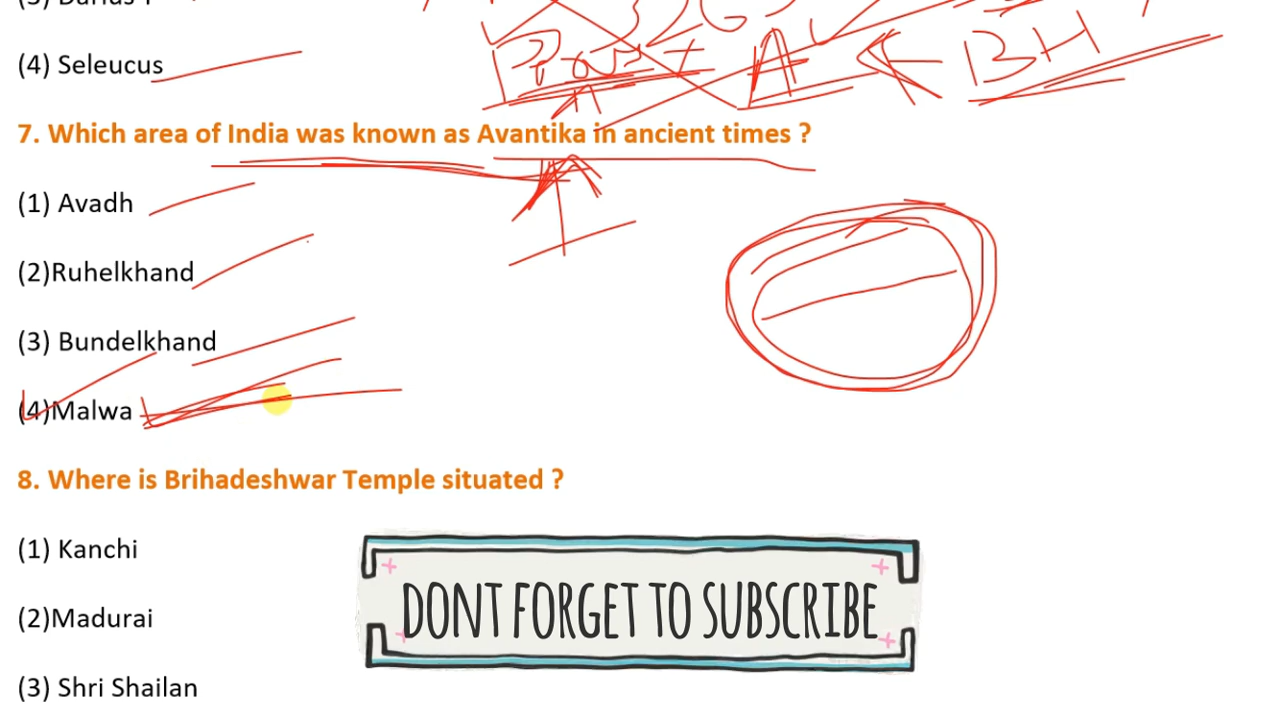 (4) Seleucus
BH
A
7. Which area of India was known as Avantika in ancient times ?
(1) Avadh
(2)Ruhelkhand
(3) Bundelkhand
(4)Malwa
8. Where is Brihadeshwar Temple situated ?
(1) Kanchi
DONT FORGET TO SUBSCRIBE
(2)Madurai
(3) Shri Shailan